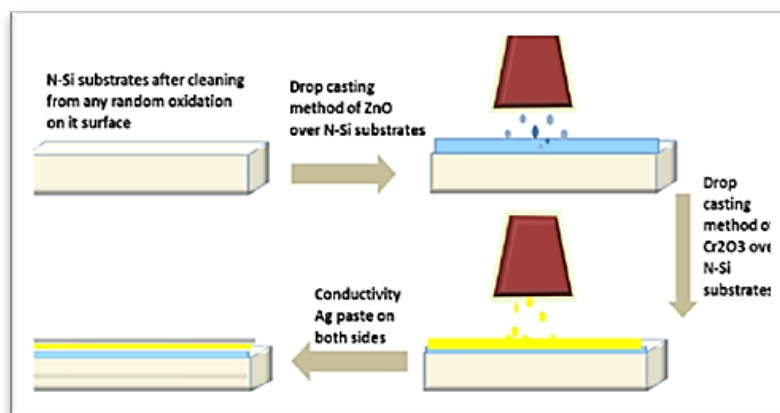 N-Si substrates after cleaning
from any random oxidation
on it surface
Drop casting
method of ZnO
over N-Si substrates
Drop
casting
method o
Cr2O3 ove
N-Si
substrates
Conductivity
Ag paste on
both sides